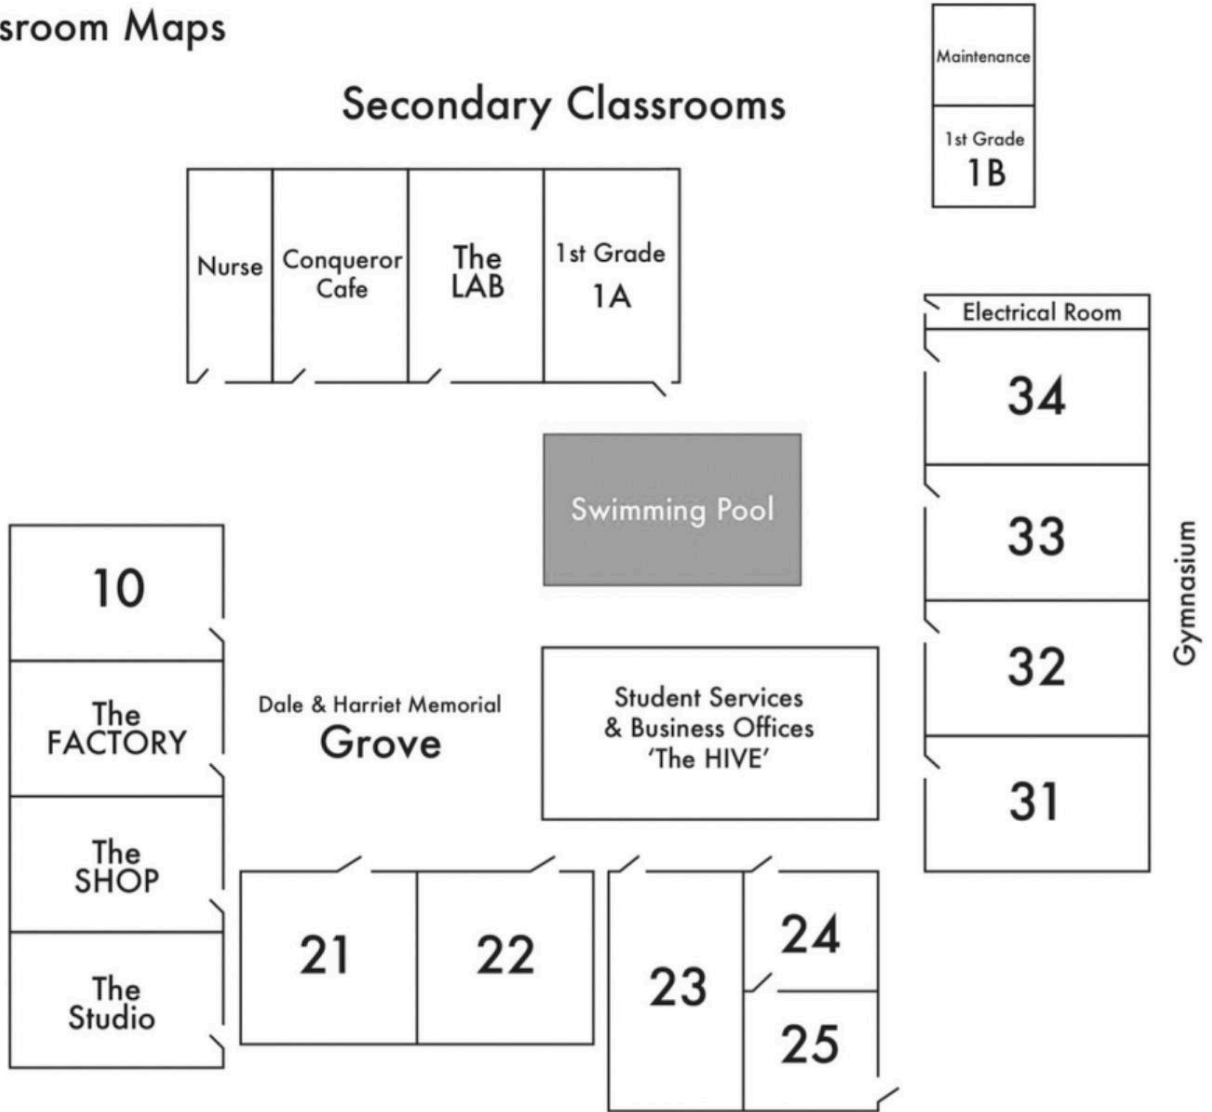 sroom Maps
Secondary Classrooms
Maintenance
1st Grade
1B
Nurse
Conqueror
Cafe
The
LAB
1st Grade
1A
Electrical Room
34
33
32
31
Gymnasium
Swimming Pool
10
The
FACTORY
The
SHOP
The
Studio
Dale & Harriet Memorial
Grove
Student Services
& Business Offices
'The HIVE'
21
22
23
24
25